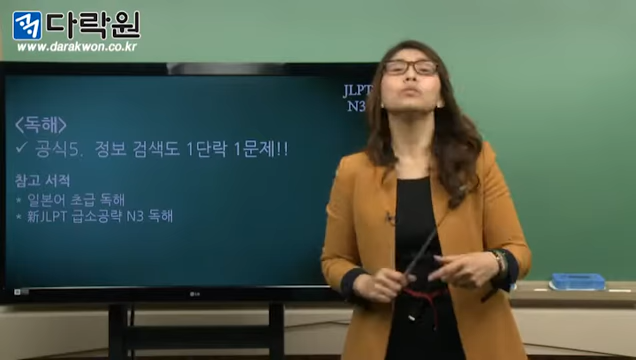 다락원
www.darakwon.co.kr
JLPT
N3
<독해>
✓ 공식5. 정보 검색도 1단락 1문제!!
참고 서적
* 일본어 초급 독해
* 新JLPT 급소공략 N3 독해
LG